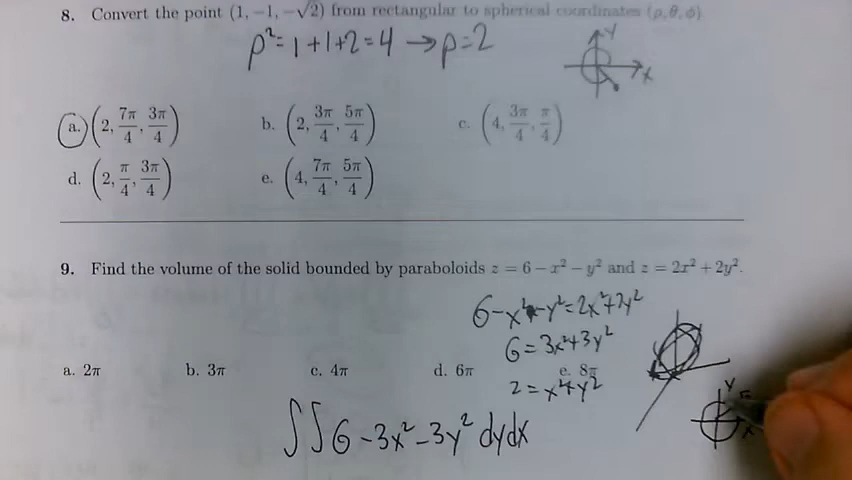 8. Convert the point (1, −1, −√2) from rectangular to spherical coordinates (ρ, θ, ϕ)
ρ² = 1+1+2 = 4 → ρ = 2
Y
X
a. (2, 7π/4, 3π/4) b. (2, 3π/4, 5π/4) c. (4, 3π/4, π/4)
d. (2, π/4, 3π/4) e. (4, 7π/4, 5π/4)
9. Find the volume of the solid bounded by paraboloids z = 6 − x² − y² and z = 2x² + 2y².
6 − x² − y² = 2x² + 2y²
6 = 3x² + 3y²
a. 2π b. 3π c. 4π d. 6π e. 8π
2 = x² + y²
Y
X
∫∫ 6 − 3x² − 3y² dydx